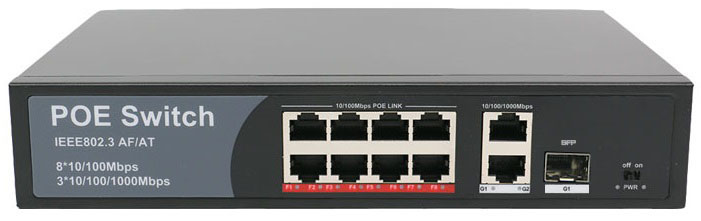 POE Switch
IEEE802.3 AF/AT
8*10/100Mbps
3*10/100/1000Mbps
10/100Mbps POE LINK
F1 F2 F3 F4 F5 F6 F7 F8
10/100/1000Mbps
G1 G2
SFP
G1
off on
PWR